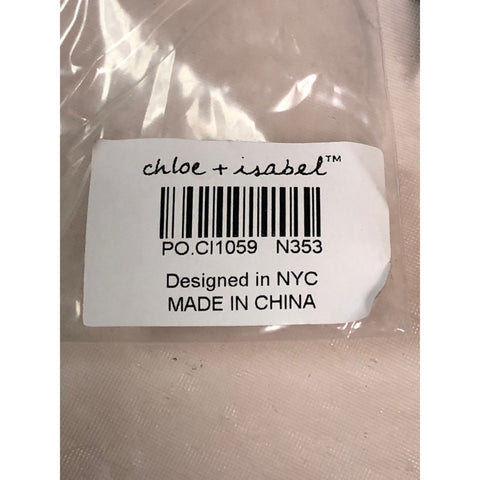 chloe + isabel™
PO.CI1059 N353
Designed in NYC
MADE IN CHINA